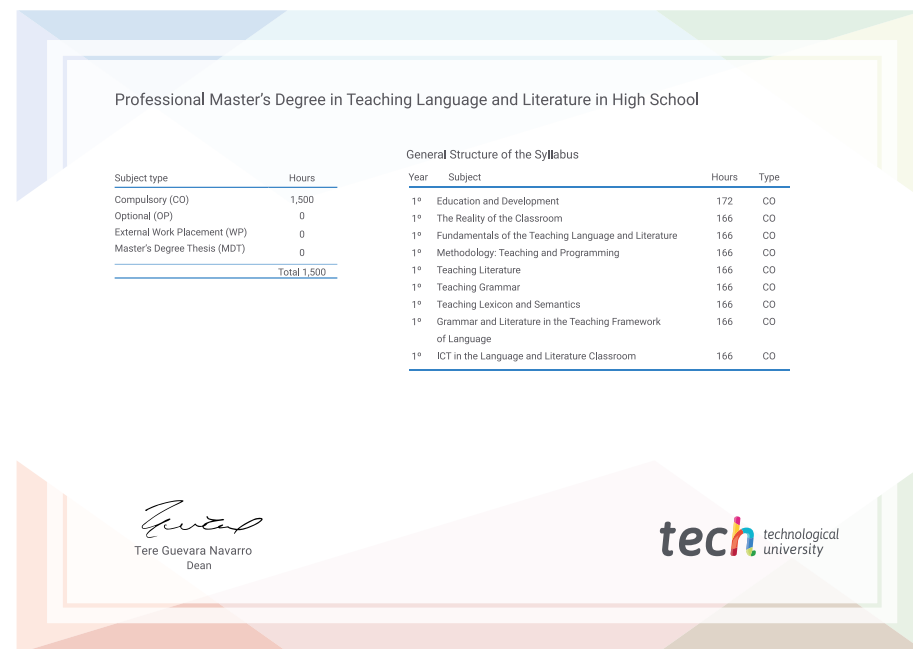 Professional Master's Degree in Teaching Language and Literature in High School
General Structure of the Syllabus
Subject type Hours
Compulsory (CO) 1,500
Optional (OP) 0
External Work Placement (WP) 0
Master's Degree Thesis (MDT) 0
Total 1,500
Year Subject Hours Type
1º Education and Development 172 CO
1º The Reality of the Classroom 166 CO
1º Fundamentals of the Teaching Language and Literature 166 CO
1º Methodology: Teaching and Programming 166 CO
1º Teaching Literature 166 CO
1º Teaching Grammar 166 CO
1º Teaching Lexicon and Semantics 166 CO
1º Grammar and Literature in the Teaching Framework 166 CO
of Language
1º ICT in the Language and Literature Classroom 166 CO
Tere Guevara Navarro
Dean
tech technological
university